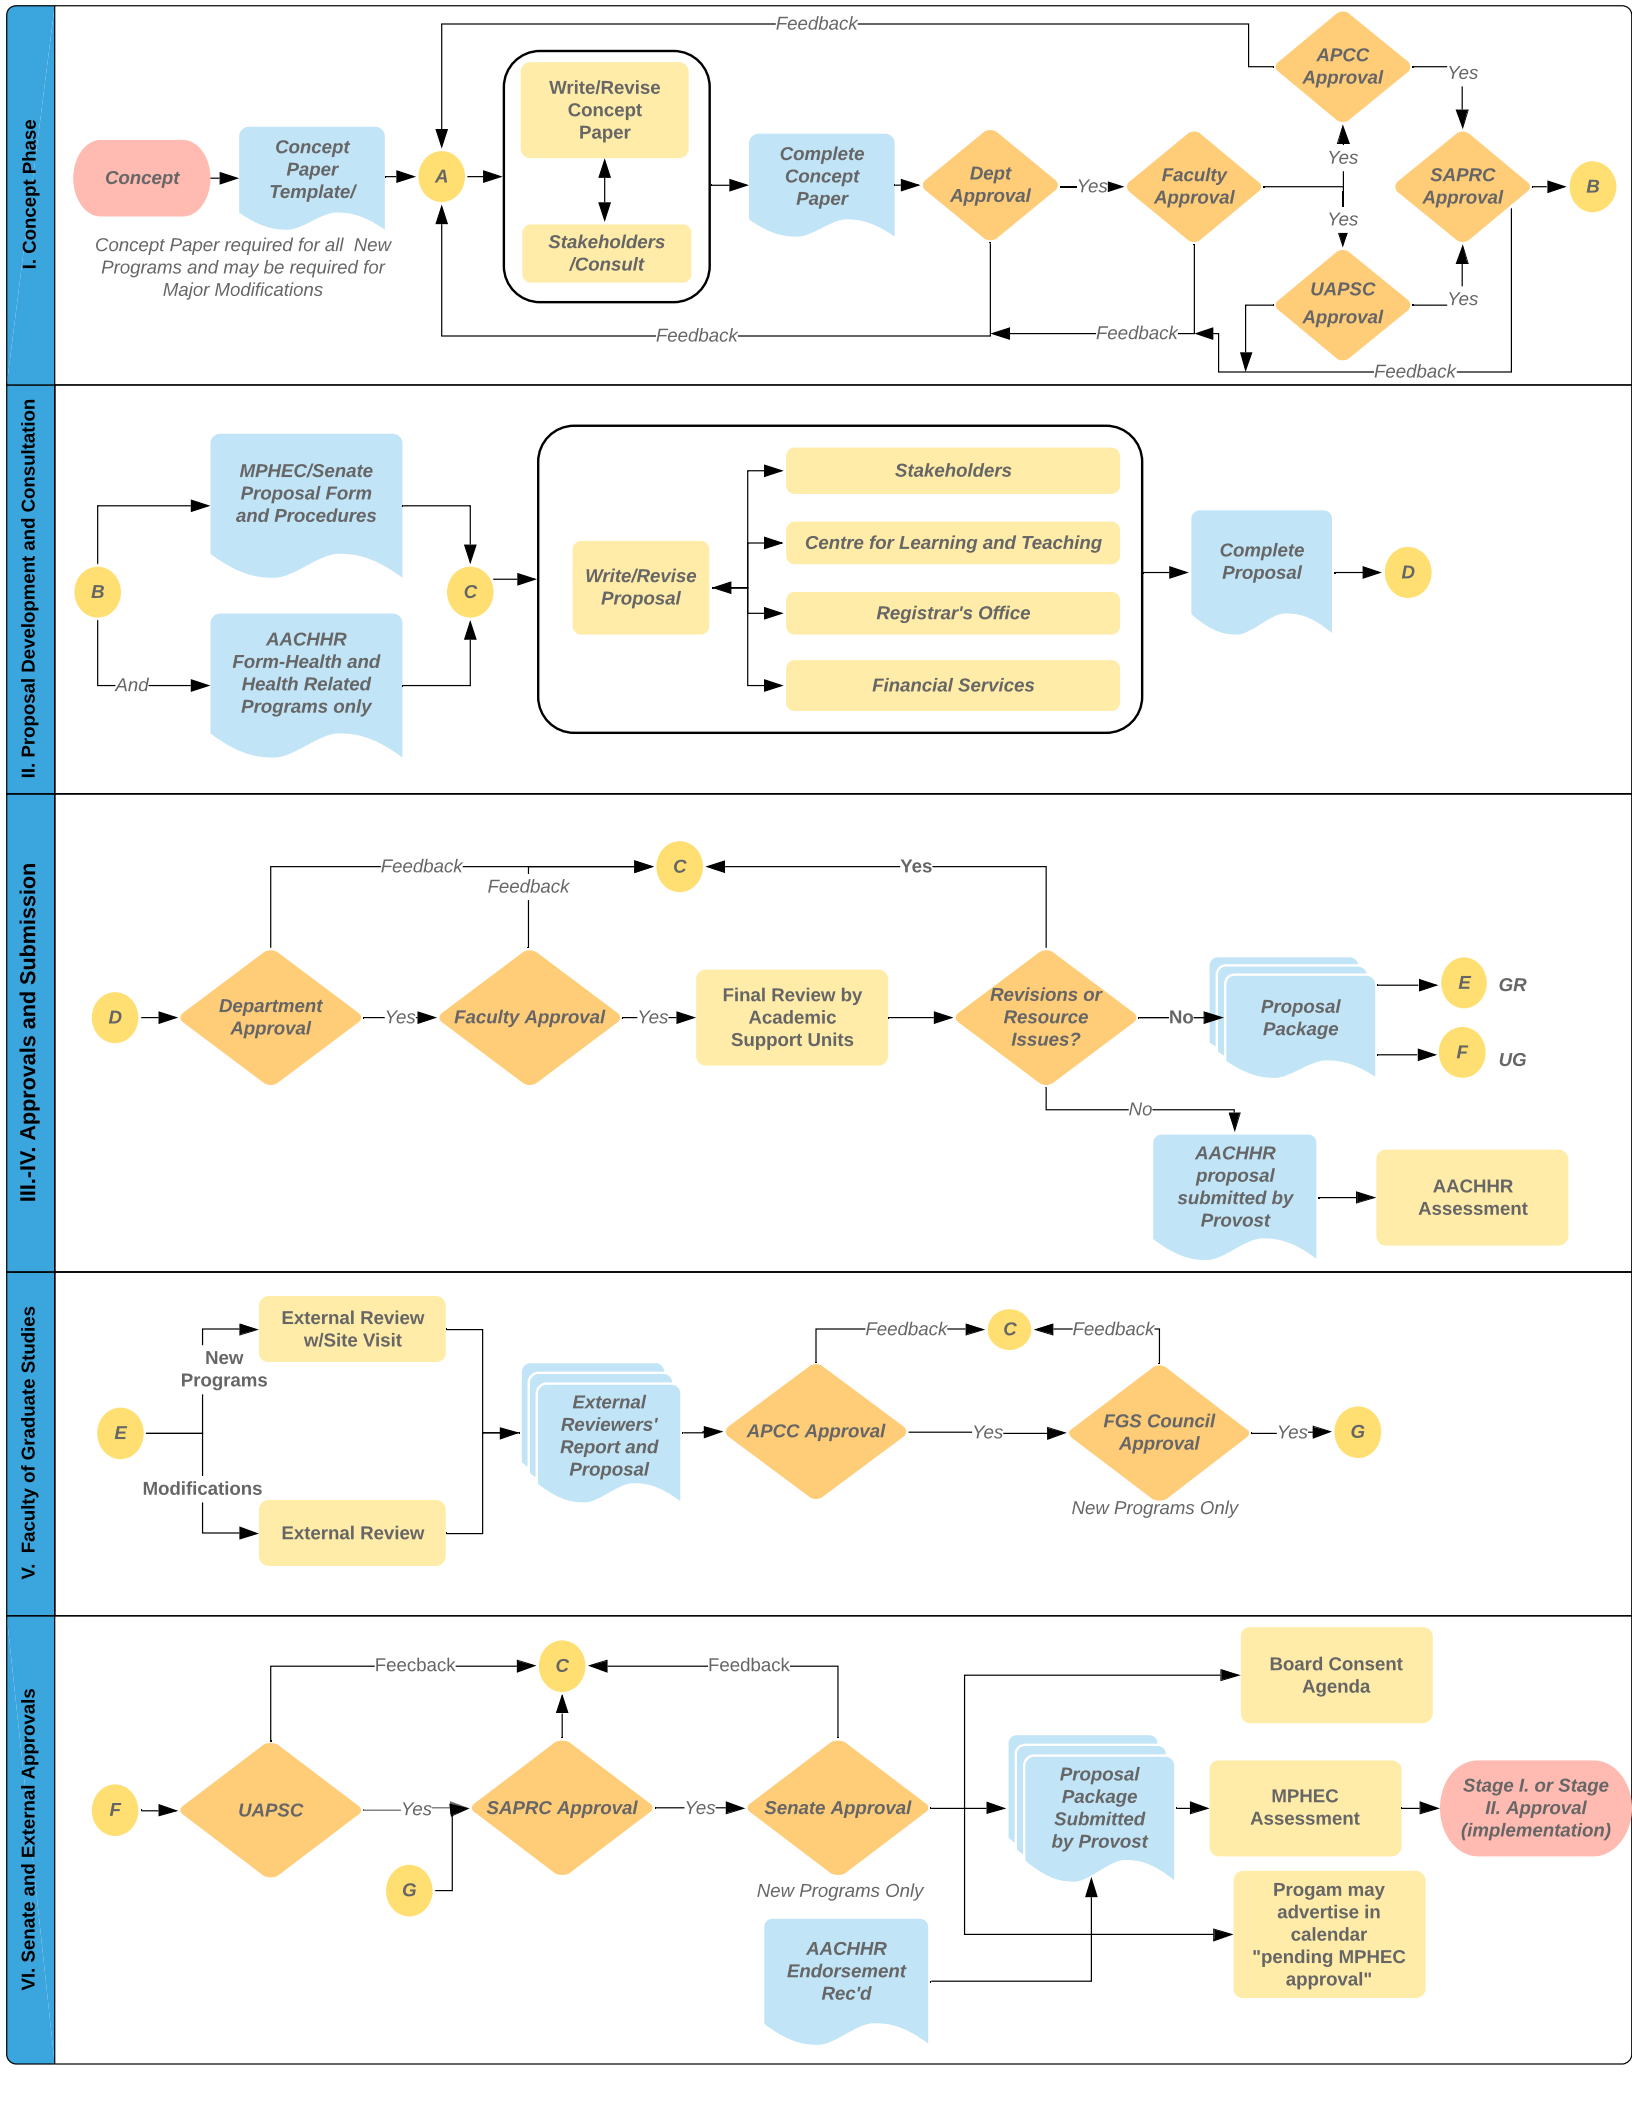 I. Concept Phase
Feedback
Concept
Concept
Paper
Template/
Concept Paper required for all  New
Programs and may be required for
Major Modifications
A
Write/Revise
Concept
Paper
Stakeholders
/Consult
Complete
Concept
Paper
Dept
Approval
Yes
Faculty
Approval
Yes
Yes
APCC
Approval
Yes
UAPSC
Approval
Yes
SAPRC
Approval
B
Feedback
Feedback
Feedback
II. Proposal Development and Consultation
B
And
MPHEC/Senate
Proposal Form
and Procedures
AACHHR
Form-Health and
Health Related
Programs only
C
Write/Revise
Proposal
Stakeholders
Centre for Learning and Teaching
Registrar's Office
Financial Services
Complete
Proposal
D
III.-IV. Approvals and Submission
Feedback
Feedback
C
Yes
D
Department
Approval
Yes
Faculty Approval
Yes
Final Review by
Academic
Support Units
Revisions or
Resource
Issues?
No
Proposal
Package
E
GR
F
UG
No
AACHHR
proposal
submitted by
Provost
AACHHR
Assessment
V.  Faculty of Graduate Studies
E
New
Programs
Modifications
External Review
w/Site Visit
External Review
External
Reviewers'
Report and
Proposal
APCC Approval
Feedback
C
Feedback
Yes
FGS Council
Approval
New Programs Only
Yes
G
VI. Senate and External Approvals
Feecback
C
Feedback
F
UAPSC
Yes
G
SAPRC Approval
Yes
Senate Approval
New Programs Only
AACHHR
Endorsement
Rec'd
Proposal
Package
Submitted
by Provost
Board Consent
Agenda
MPHEC
Assessment
Stage I. or Stage
II. Approval
(implementation)
Progam may
advertise in
calendar
"pending MPHEC
approval"